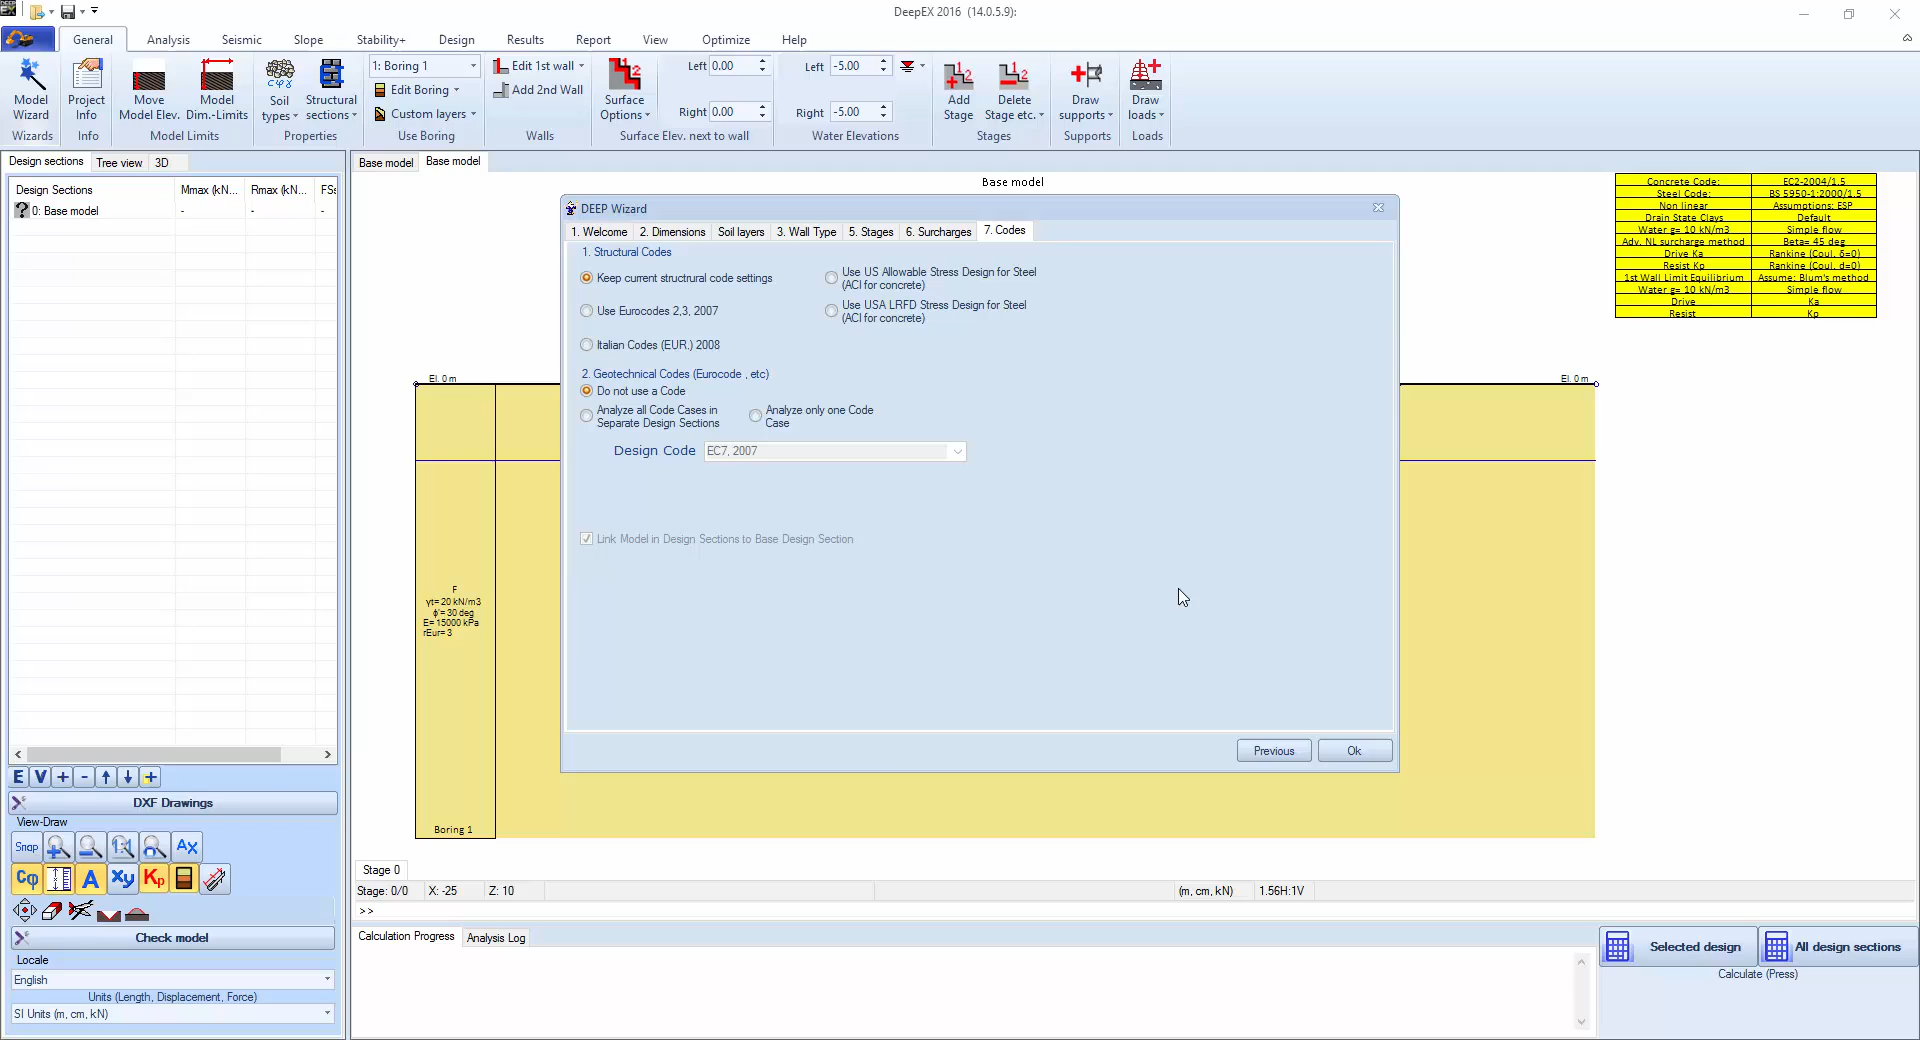 DeepEX 2016 (14.0.5.9):
General
Analysis
Seismic
Slope
Stability+
Design
Results
Report
View
Optimize
Help
Model
Wizard
Wizards
Project
Info
Info
Move
Model Elev.
Model
Dim.-Limits
Model Limits
Soil
types
Structural
sections
Properties
1: Boring 1
Edit Boring
Custom layers
Use Boring
Edit 1st wall
Add 2nd Wall
Walls
Surface
Options
Left 0.00
Right 0.00
Surface Elev. next to wall
Left -5.00
Right -5.00
Water Elevations
Add
Stage
Delete
Stage etc.
Stages
Draw
supports
Supports
Draw
loads
Loads
Design sections
Tree view
3D
Design Sections Mmax (kN... Rmax (kN... FS
0: Base model - - -
E V + - +
DXF Drawings
View-Draw
Snap
1:1
Ax
Cφ
A
Xy
Kp
Check model
Locale
English
Units (Length, Displacement, Force)
SI Units (m, cm, kN)
Base model
Base model
Base model
Concrete Code: EC2-2004/1.5
Steel Code: BS 5950-1:2000/1.5
Non linear Assumptions: ESP
Drain State Clays Default
Water g= 10 kN/m3 Simple flow
Adv. NL surcharge method Beta= 45 deg
Drive Ka Rankine (Coul. δ=0)
Resist Kp Rankine (Coul, d=0)
1st Wall Limit Equilibrium Assume: Blum's method
Water g= 10 kN/m3 Simple flow
Drive Ka
Resist Kp
El. 0 m
El. 0 m
F
γt= 20 kN/m3
ϕ'= 30 deg
E= 15000 kPa
rEur= 3
Boring 1
DEEP Wizard
1. Welcome
2. Dimensions
Soil layers
3. Wall Type
5. Stages
6. Surcharges
7. Codes
1. Structural Codes
Keep current structrural code settings
Use US Allowable Stress Design for Steel
(ACI for concrete)
Use Eurocodes 2,3, 2007
Use USA LRFD Stress Design for Steel
(ACI for concrete)
Italian Codes (EUR.) 2008
2. Geotechnical Codes (Eurocode , etc)
Do not use a Code
Analyze all Code Cases in
Separate Design Sections
Analyze only one Code
Case
Design Code EC7, 2007
Link Model in Design Sections to Base Design Section
Previous
Ok
Stage 0
Stage: 0/0 X: -25 Z: 10 (m, cm, kN) 1.56H:1V
>>
Calculation Progress
Analysis Log
Selected design
All design sections
Calculate (Press)